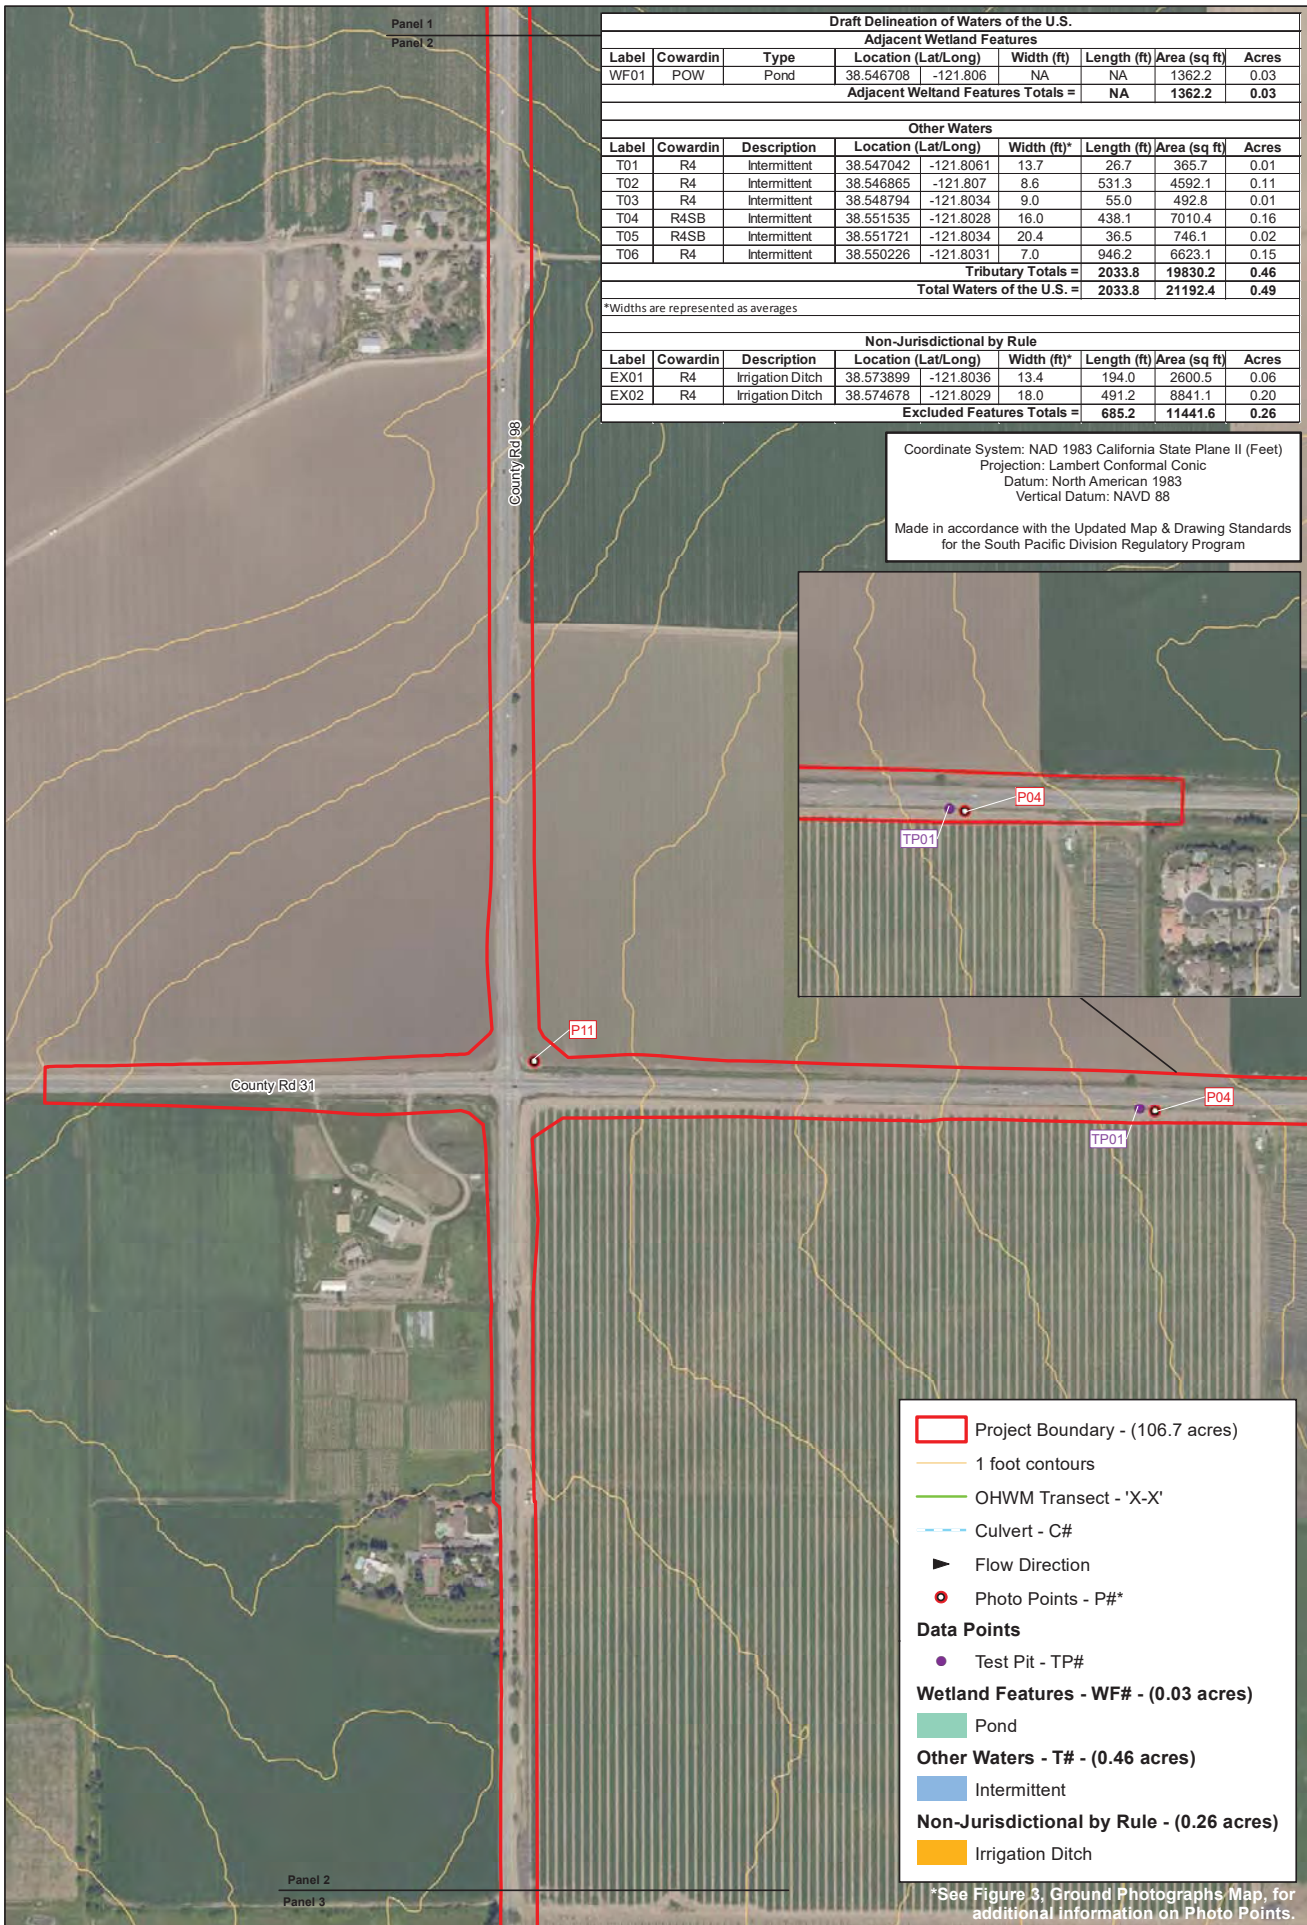 Panel 1
Panel 2
Draft Delineation of Waters of the U.S.
Adjacent Wetland Features
Label Cowardin Type Location (Lat/Long) Width (ft) Length (ft) Area (sq ft) Acres
WF01 POW Pond 38.546708 -121.806 NA NA 1362.2 0.03
Adjacent Weltand Features Totals = NA 1362.2 0.03
Other Waters
Label Cowardin Description Location (Lat/Long) Width (ft)* Length (ft) Area (sq ft) Acres
T01 R4 Intermittent 38.547042 -121.8061 13.7 26.7 365.7 0.01
T02 R4 Intermittent 38.546865 -121.807 8.6 531.3 4592.1 0.11
T03 R4 Intermittent 38.548794 -121.8034 9.0 55.0 492.8 0.01
T04 R4SB Intermittent 38.551535 -121.8028 16.0 438.1 7010.4 0.16
T05 R4SB Intermittent 38.551721 -121.8034 20.4 36.5 746.1 0.02
T06 R4 Intermittent 38.550226 -121.8031 7.0 946.2 6623.1 0.15
Tributary Totals = 2033.8 19830.2 0.46
Total Waters of the U.S. = 2033.8 21192.4 0.49
*Widths are represented as averages
Non-Jurisdictional by Rule
Label Cowardin Description Location (Lat/Long) Width (ft)* Length (ft) Area (sq ft) Acres
EX01 R4 Irrigation Ditch 38.573899 -121.8036 13.4 194.0 2600.5 0.06
EX02 R4 Irrigation Ditch 38.574678 -121.8029 18.0 491.2 8841.1 0.20
Excluded Features Totals = 685.2 11441.6 0.26
Coordinate System: NAD 1983 California State Plane II (Feet)
Projection: Lambert Conformal Conic
Datum: North American 1983
Vertical Datum: NAVD 88
Made in accordance with the Updated Map & Drawing Standards
for the South Pacific Division Regulatory Program
County Rd 98
P04
TP01
P11
County Rd 31
P04
TP01
Project Boundary - (106.7 acres)
1 foot contours
OHWM Transect - 'X-X'
Culvert - C#
Flow Direction
Photo Points - P#*
Data Points
Test Pit - TP#
Wetland Features - WF# - (0.03 acres)
Pond
Other Waters - T# - (0.46 acres)
Intermittent
Non-Jurisdictional by Rule - (0.26 acres)
Irrigation Ditch
Panel 2
Panel 3
*See Figure 3, Ground Photographs Map, for
additional information on Photo Points.